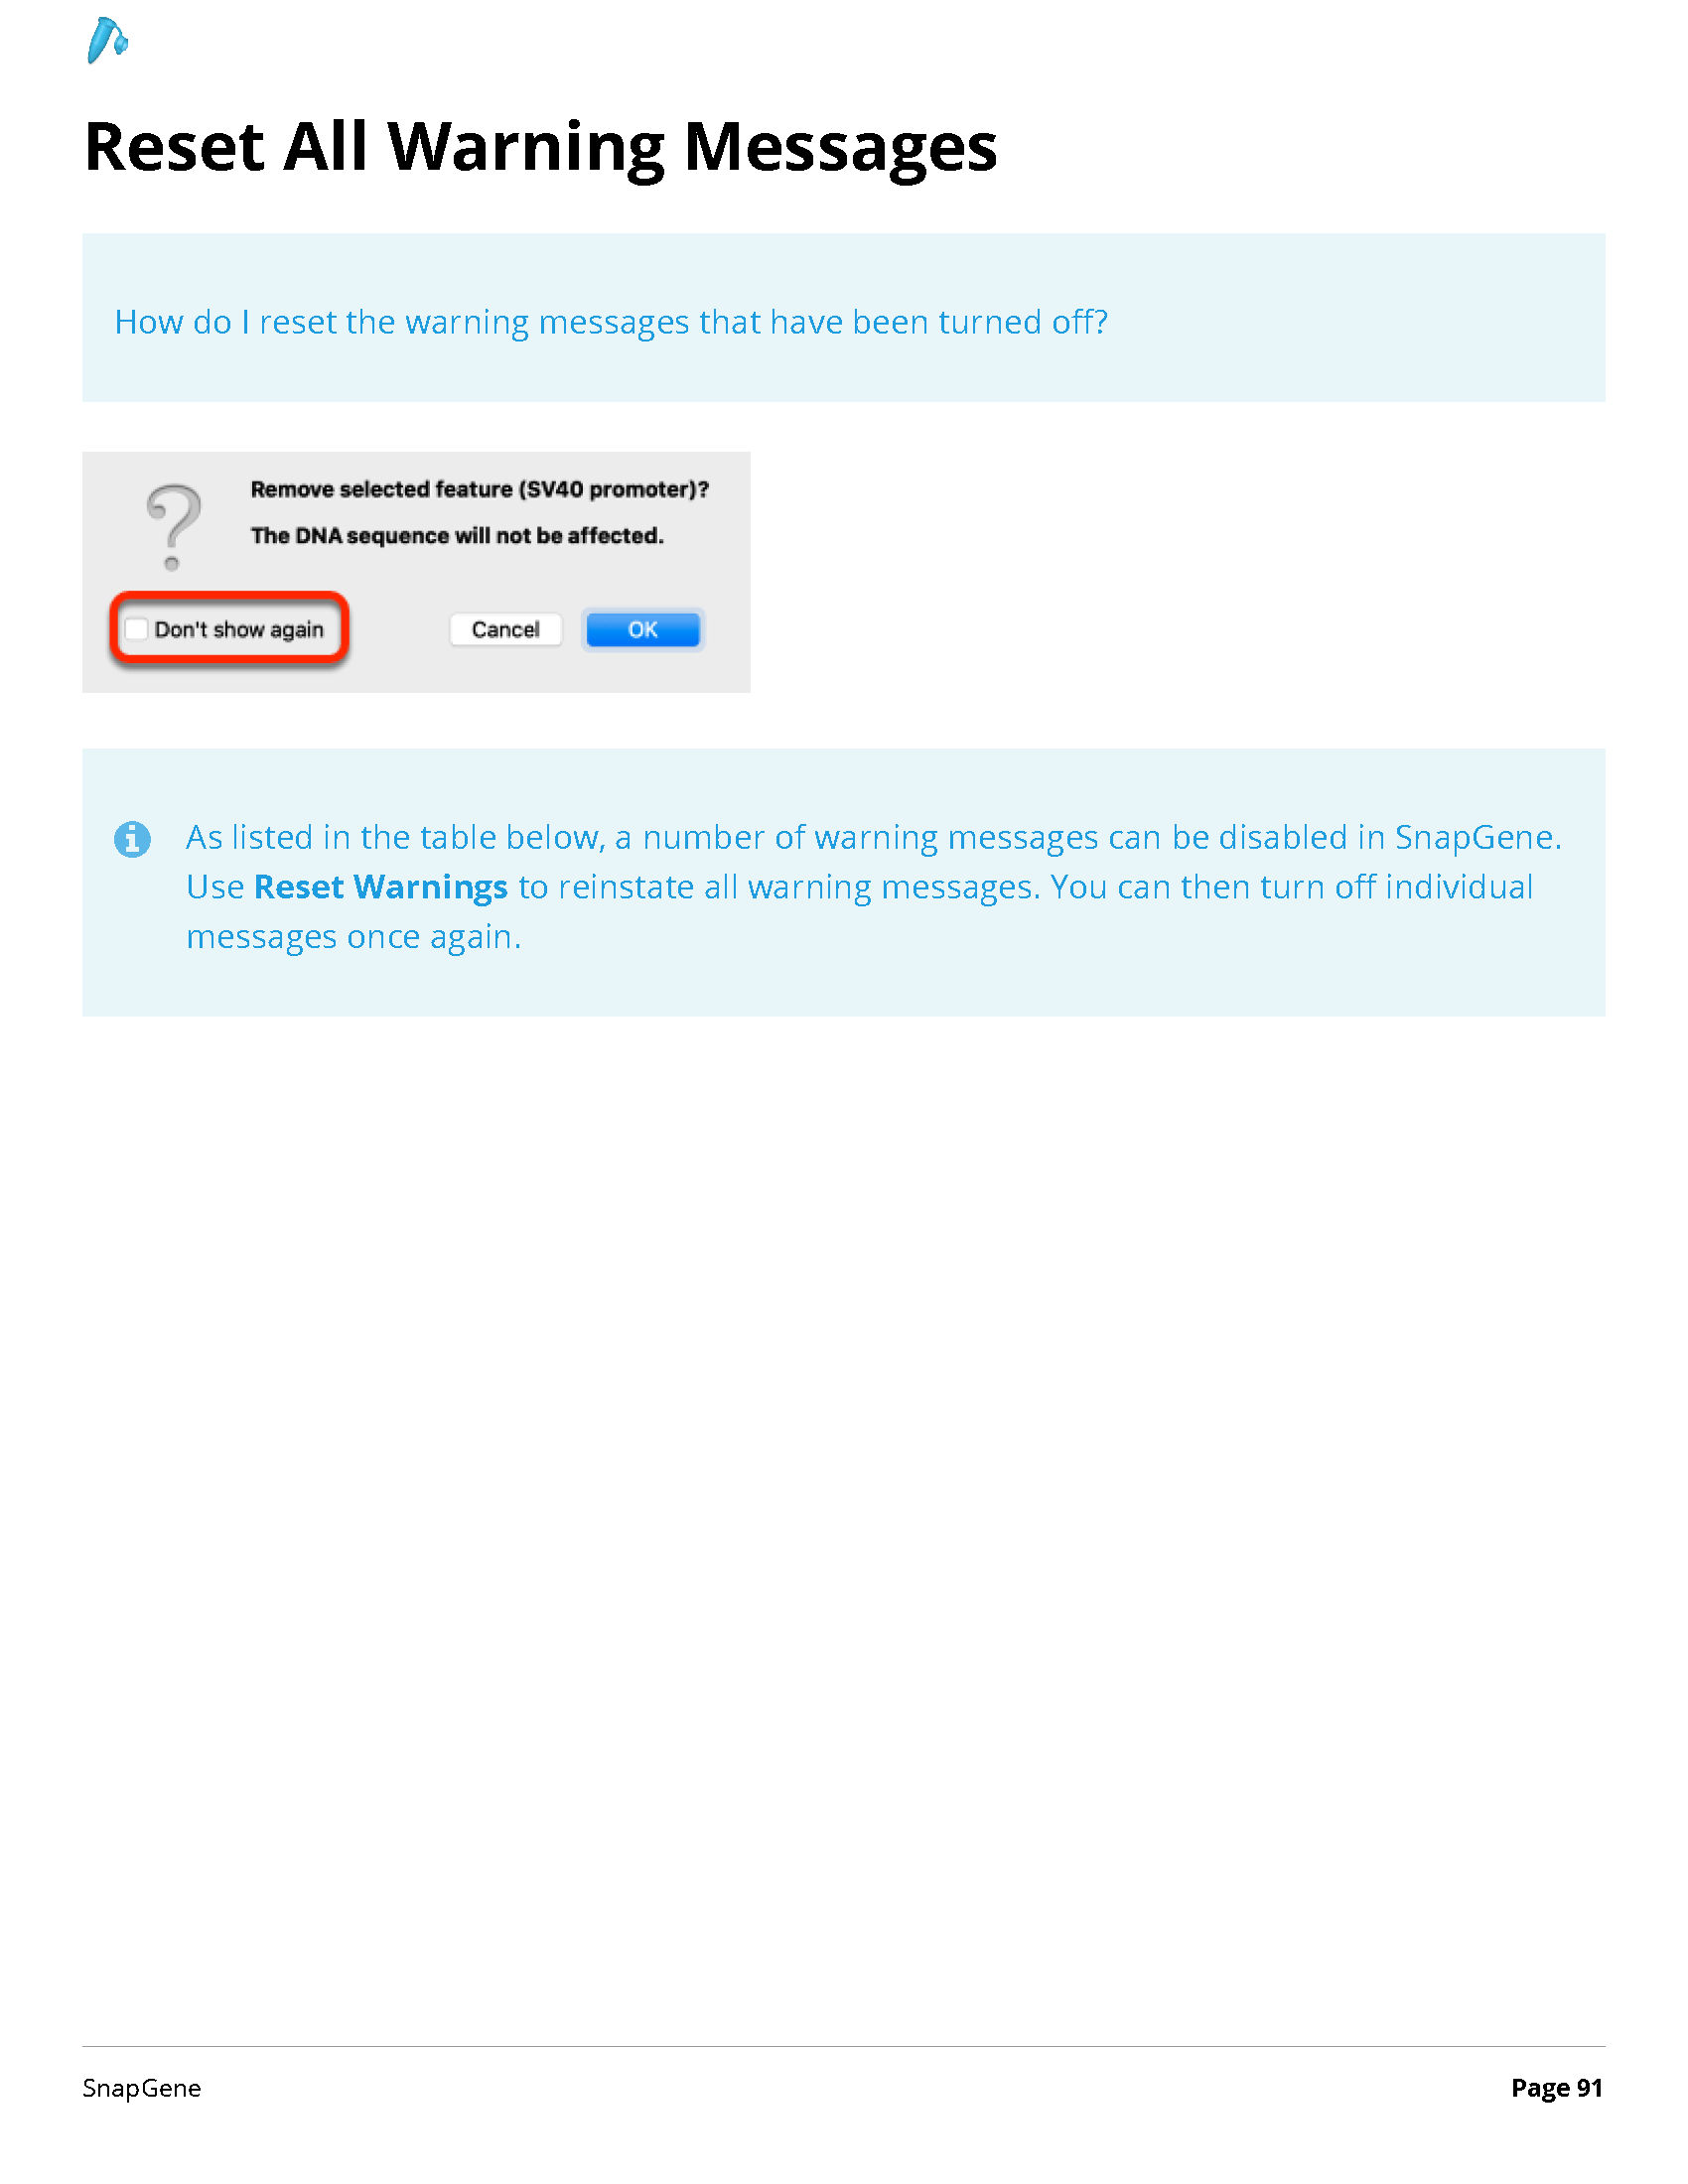 Reset All Warning Messages
How do I reset the warning messages that have been turned off?
Remove selected feature (SV40 promoter)?
The DNA sequence will not be affected.
Don't show again
Cancel
OK
As listed in the table below, a number of warning messages can be disabled in SnapGene.
Use Reset Warnings to reinstate all warning messages. You can then turn off individual
messages once again.
SnapGene
Page 91